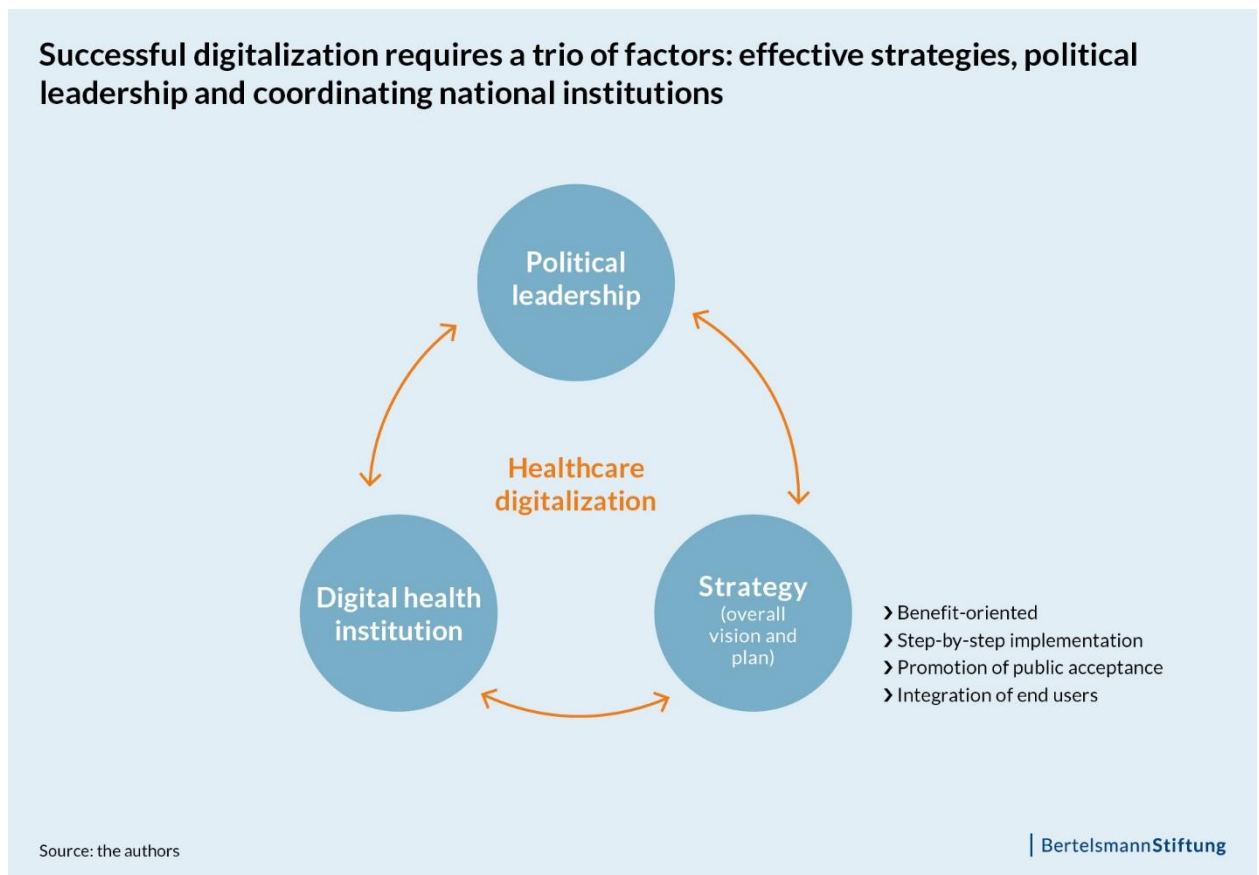 Successful digitalization requires a trio of factors: effective strategies, political
leadership and coordinating national institutions
Political
leadership
Healthcare
digitalization
Digital health
institution
Strategy
(overall
vision and
plan)
❯ Benefit-oriented
❯ Step-by-step implementation
❯ Promotion of public acceptance
❯ Integration of end users
Source: the authors
| BertelsmannStiftung